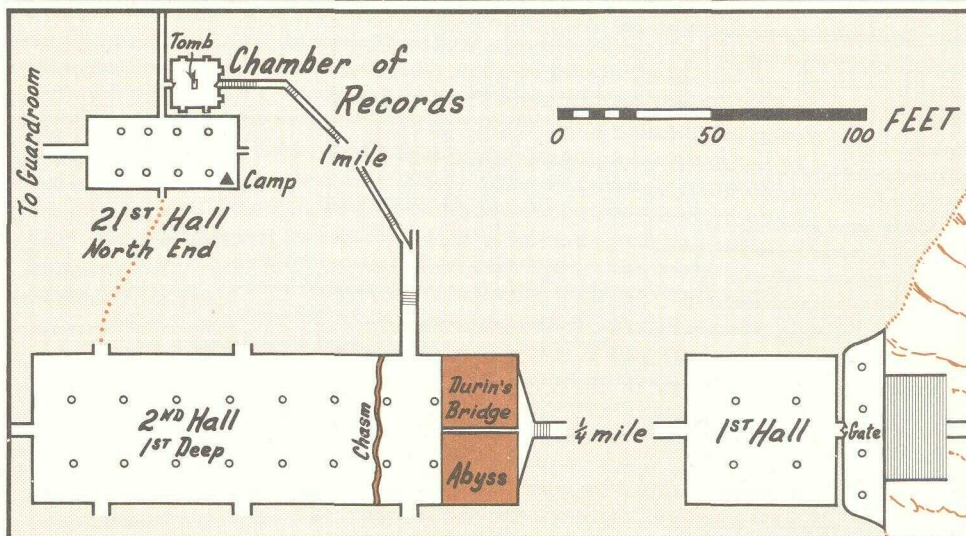 Tomb
Chamber of
Records
To Guardroom
0 50 100 FEET
1 mile
Camp
21ST Hall
North End
2ND Hall
1ST Deep
Chasm
Durin's
Bridge
Abyss
¼ mile
1ST Hall
Gate